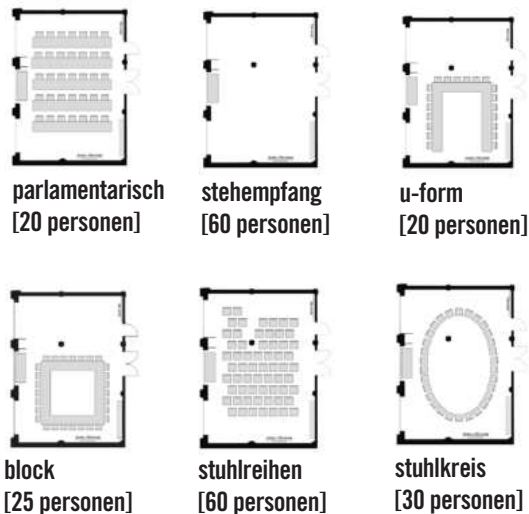 parlamentarisch
[20 personen]
stehempfang
[60 personen]
u-form
[20 personen]
block
[25 personen]
stuhlreihen
[60 personen]
stuhlkreis
[30 personen]